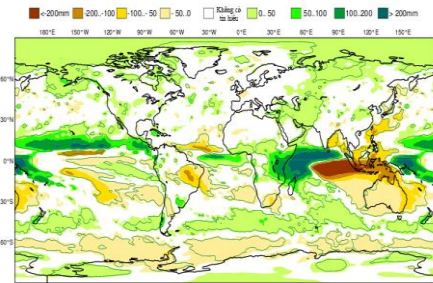 <-200mm -200..-100 -100..- 50 - 50..0 Không có 0.. 50 50..100 100..200 > 200mm
tín hiệu
180°E 150°W 120°W 90°W 60°W 30°W 0°E 30°E 60°E 90°E 120°E 150°E
60°N
30°N
0°N
30°S
60°S